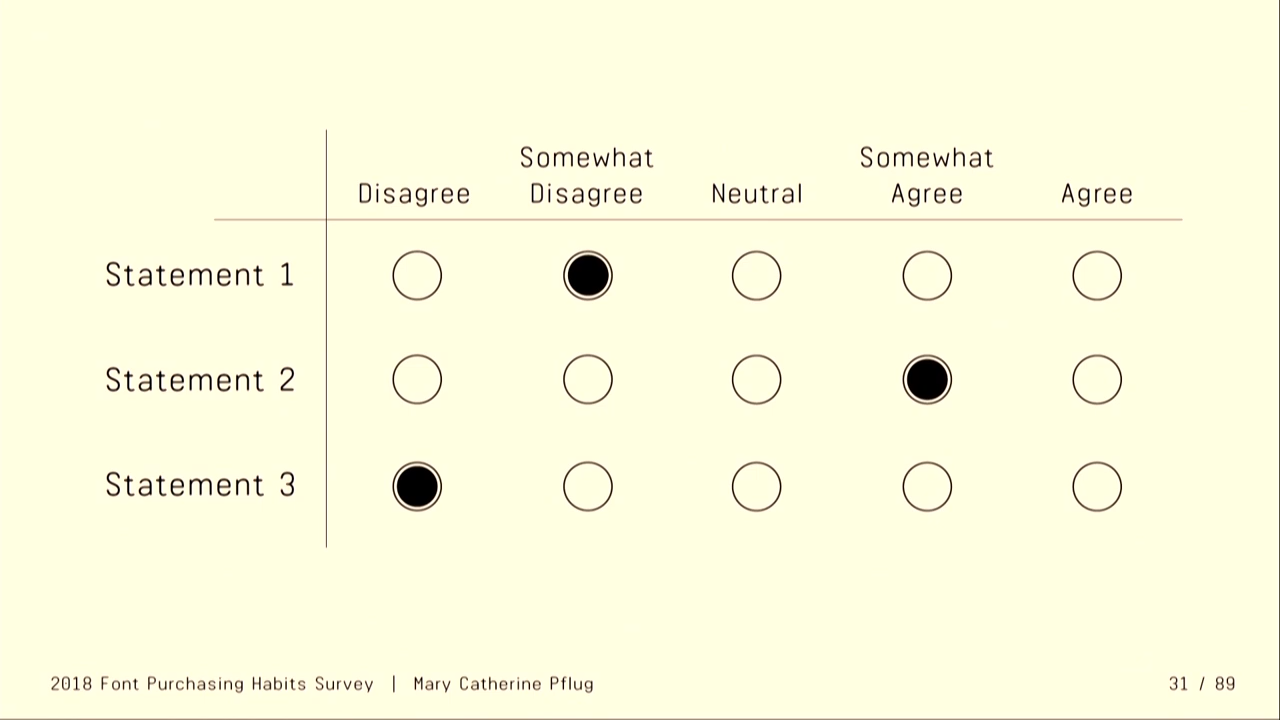 Somewhat Somewhat
Disagree Disagree Neutral Agree Agree
Statement 1
Statement 2
Statement 3
2018 Font Purchasing Habits Survey | Mary Catherine Pflug 31 / 89